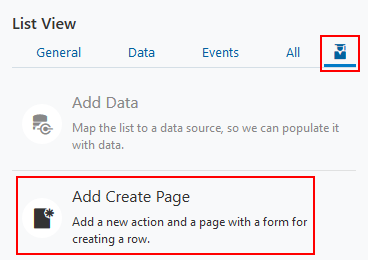 List View
General Data Events All
Add Data
Map the list to a data source, so we can populate it
with data.
Add Create Page
Add a new action and a page with a form for
creating a row.